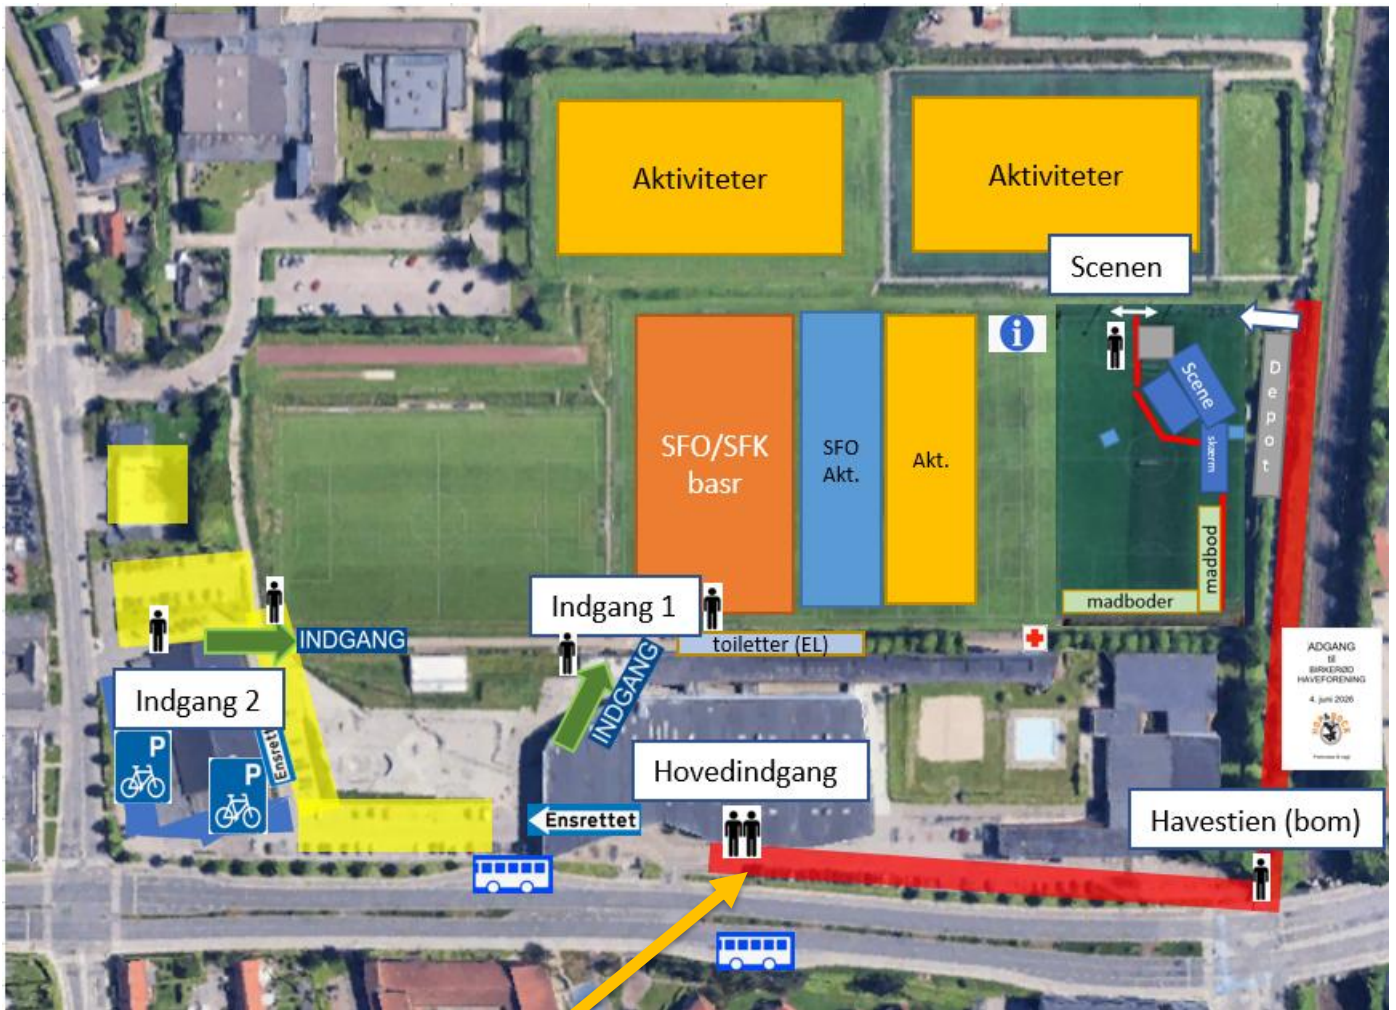 Aktiviteter
Aktiviteter
Scenen
i
Scene
skærm
Depot
SFO/SFK
basr
SFO
Akt.
Akt.
madbod
madboder
Indgang 1
toiletter (EL)
INDGANG
INDGANG
ADGANG
til
BIRKERØD
HAVEFORENING
4. juni 2026
Indgang 2
P
P
Ensrett
Hovedindgang
Ensrettet
Havestien (bom)